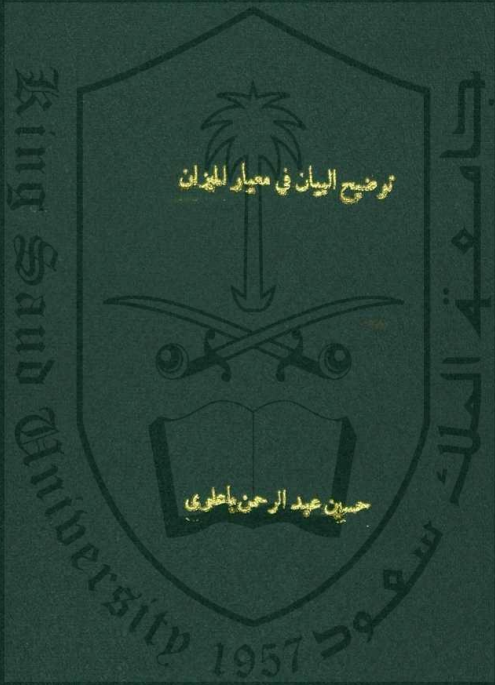 توضيح البيان في معيار الميزان
حسين عبد الرحمن باعلوي
King Saud University
1957
جامعة الملك سعود